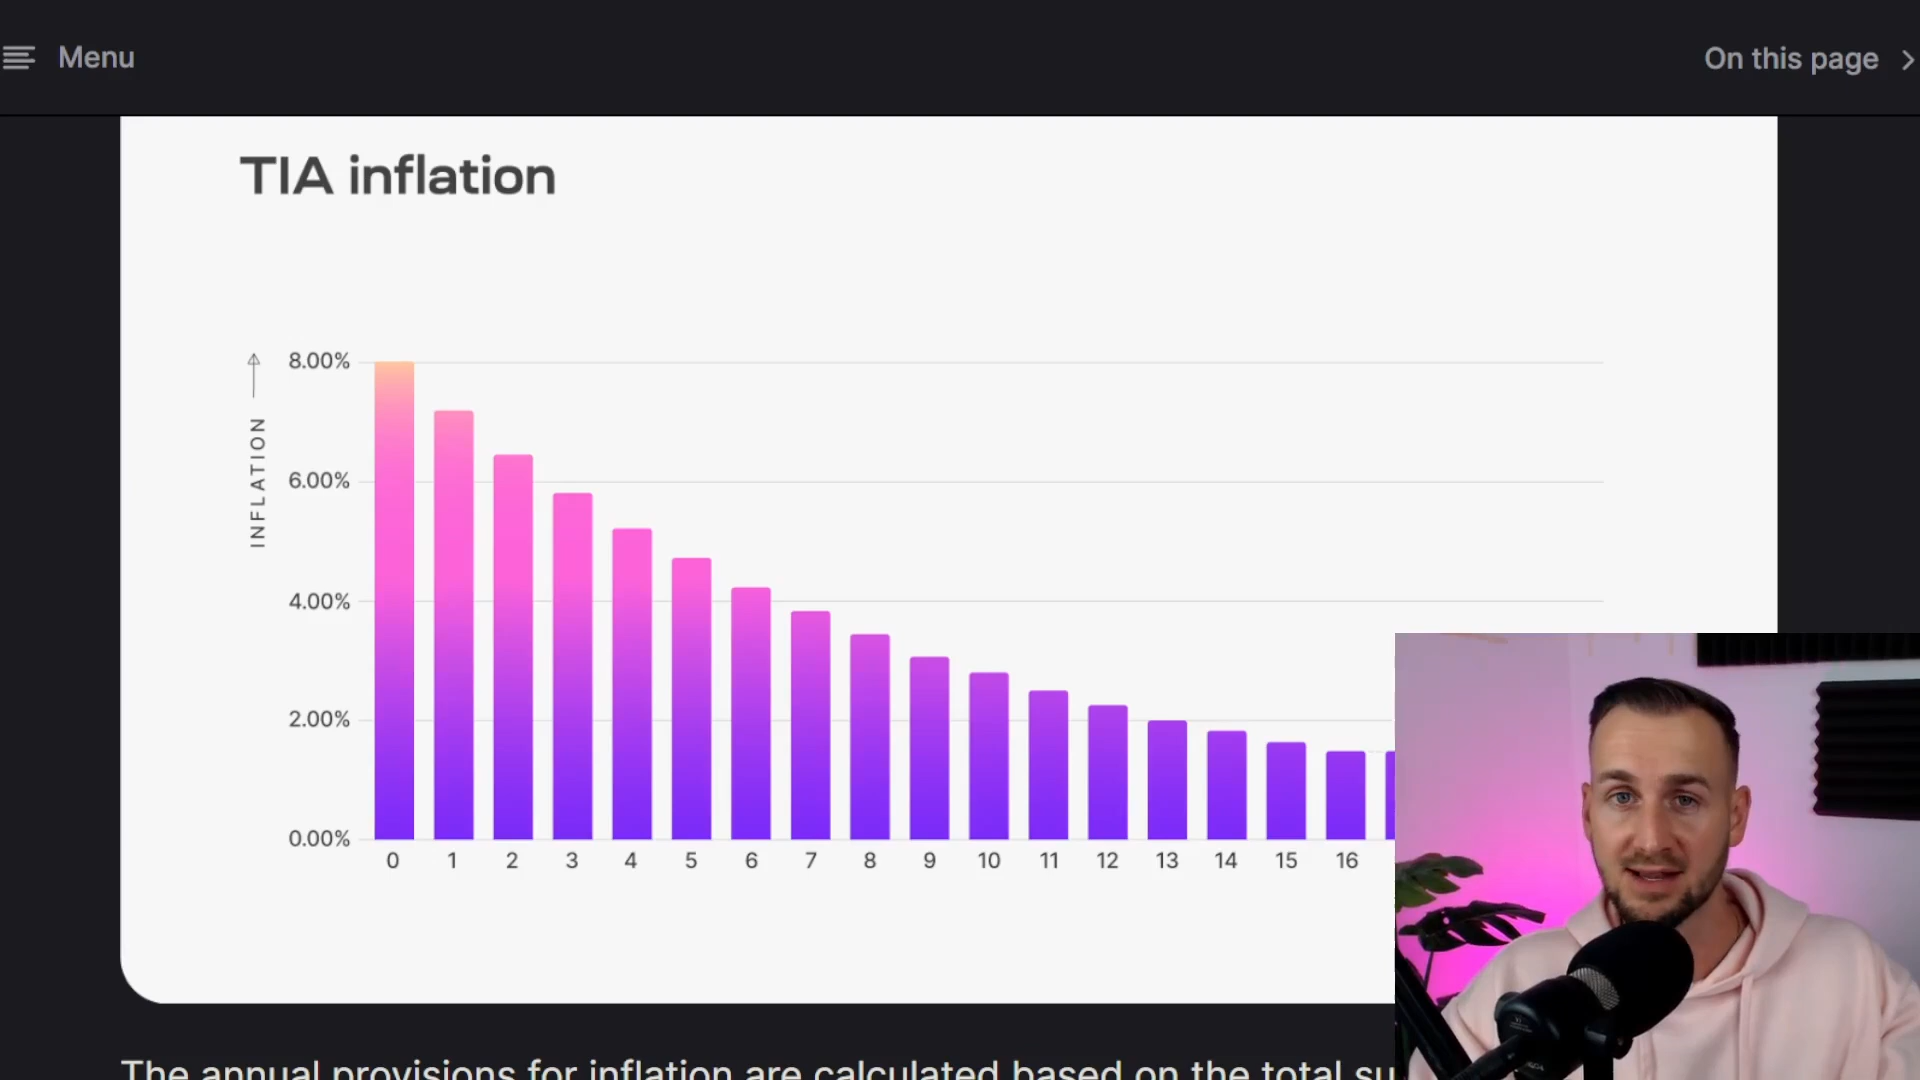 Menu
On this page
TIA inflation
INFLATION
8.00%
6.00%
4.00%
2.00%
0.00%
0 1 2 3 4 5 6 7 8 9 10 11 12 13 14 15 16
The annual provisions for inflation are calculated based on the total su